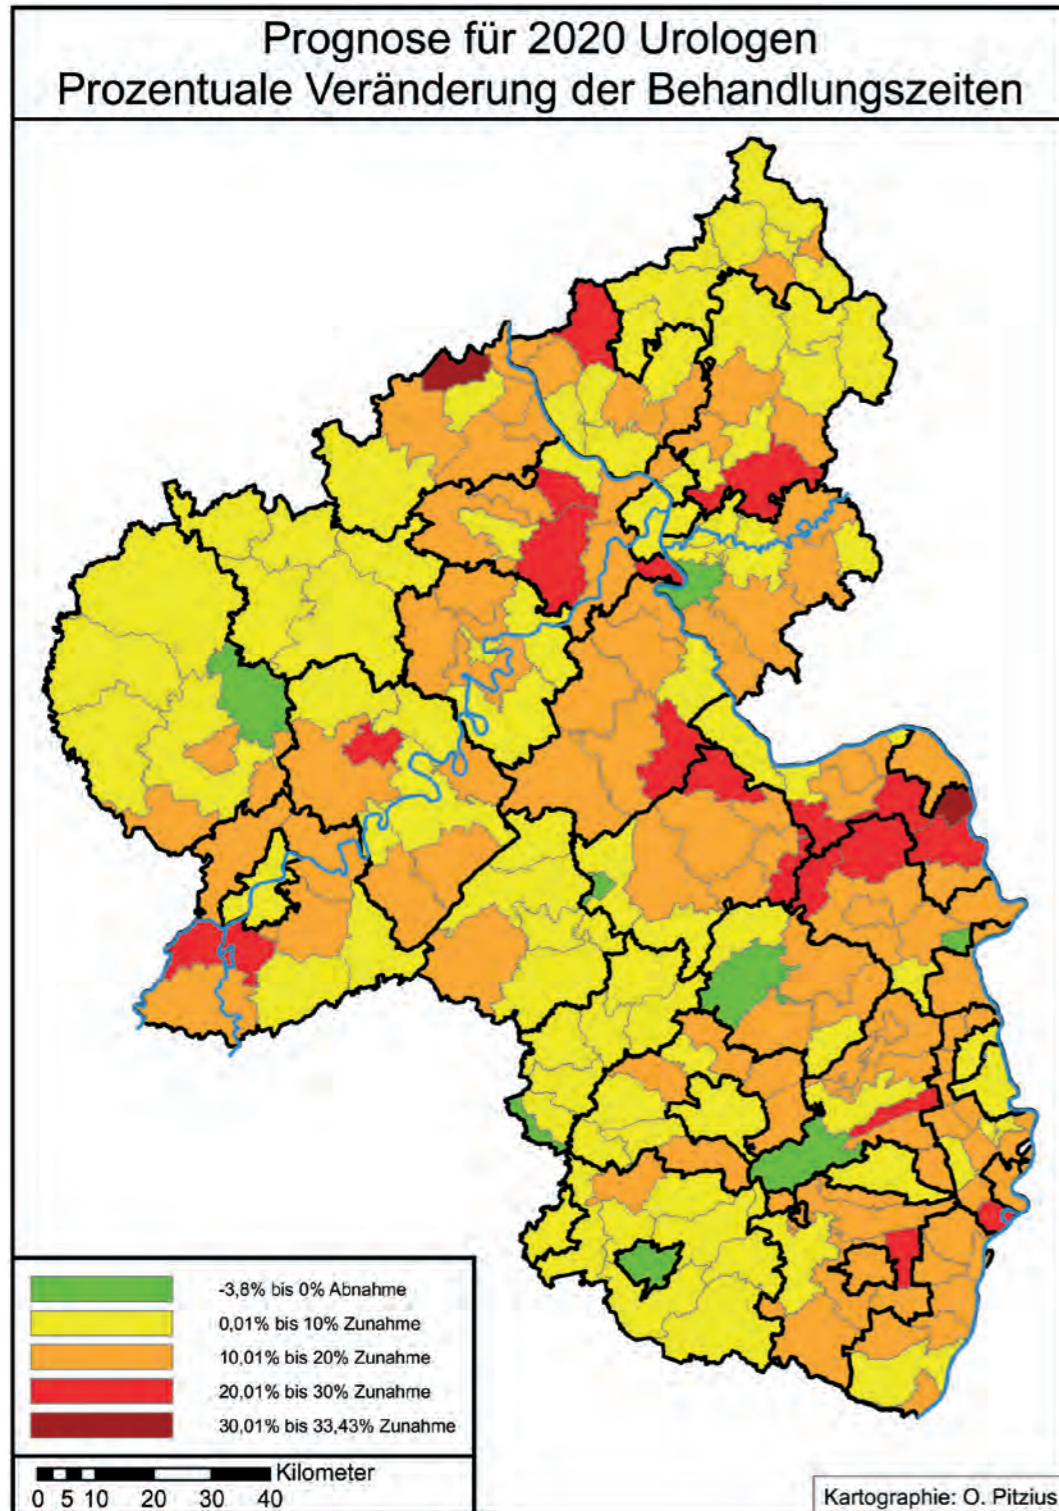 Prognose für 2020 Urologen
Prozentuale Veränderung der Behandlungszeiten
-3,8% bis 0% Abnahme
0,01% bis 10% Zunahme
10,01% bis 20% Zunahme
20,01% bis 30% Zunahme
30,01% bis 33,43% Zunahme
Kilometer
0 5 10 20 30 40
Kartographie: O. Pitzius